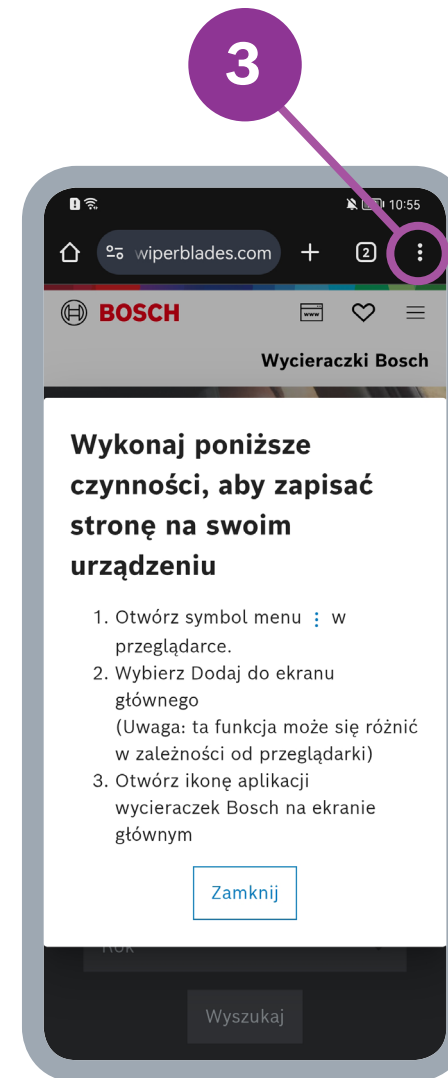 3
10:55
wiperblades.com
2
www
BOSCH
Wycieraczki Bosch
Wykonaj poniższe
czynności, aby zapisać
stronę na swoim
urządzeniu
1. Otwórz symbol menu ⋮ w
przeglądarce.
2. Wybierz Dodaj do ekranu
głównego
(Uwaga: ta funkcja może się różnić
w zależności od przeglądarki)
3. Otwórz ikonę aplikacji
wycieraczek Bosch na ekranie
głównym
Zamknij
Rok
Wyszukaj